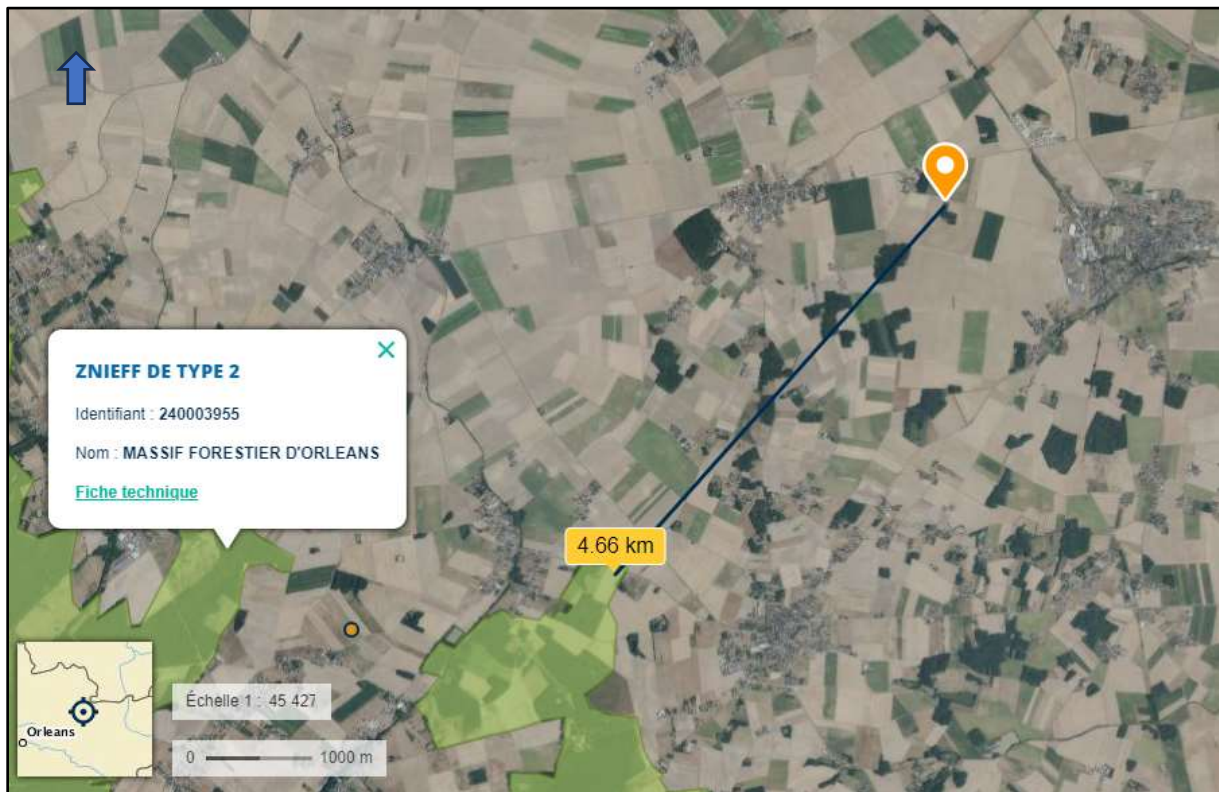 ZNIEFF DE TYPE 2
Identifiant : 240003955
Nom : MASSIF FORESTIER D'ORLEANS
Fiche technique
4.66 km
Orleans
Échelle 1 : 45 427
0 1000 m